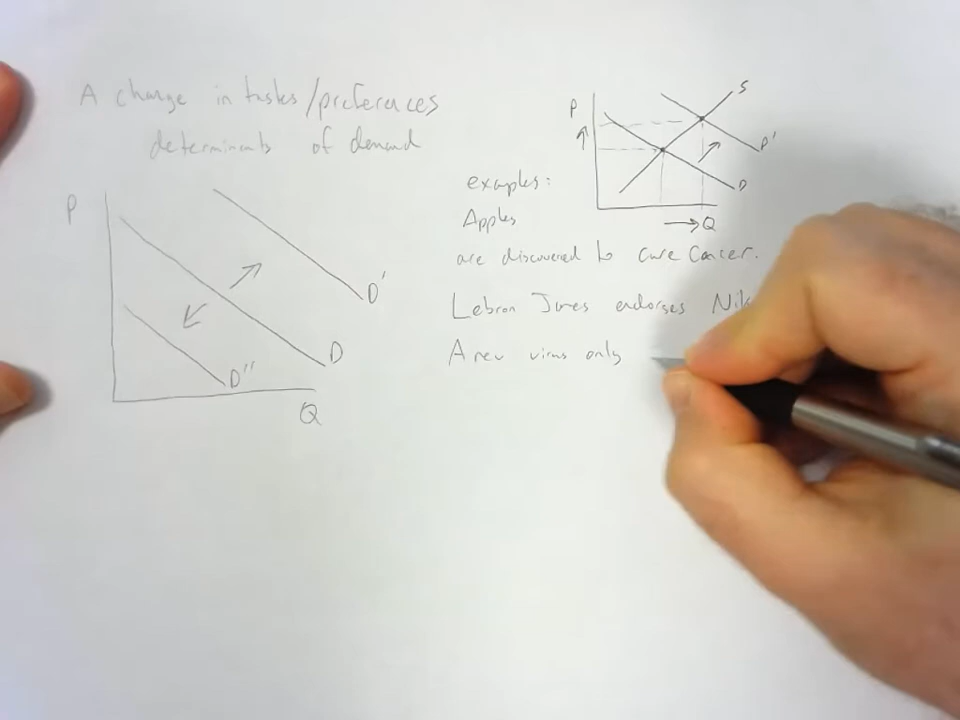 A change in tastes/preferences
determinants of demand
P
D'
D
D''
Q
P
S
D'
D
Q
examples:
Apples
are discovered to cure Cancer.
Lebron James endorses Nik
A new virus only